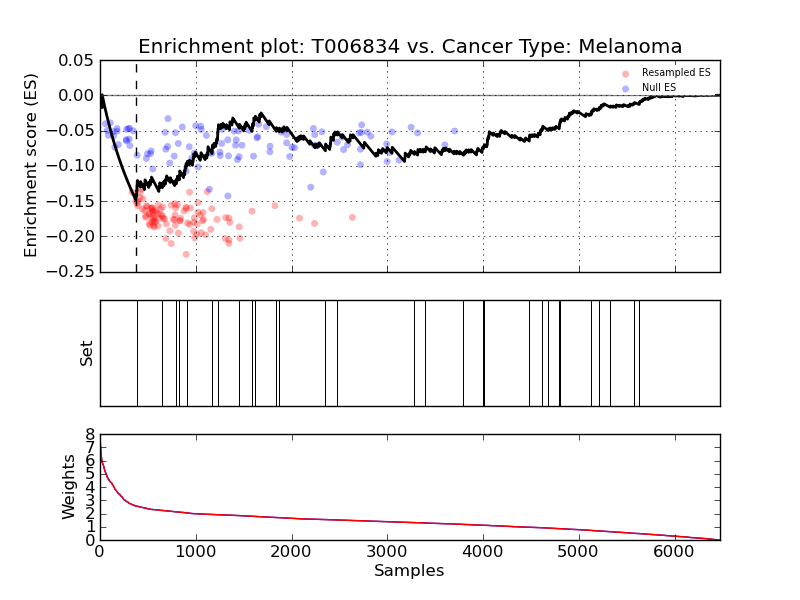 Enrichment plot: T006834 vs. Cancer Type: Melanoma
Enrichment score (ES)
0.05
0.00
−0.05
−0.10
−0.15
−0.20
−0.25
Resampled ES
Null ES
Set
Weights
8
7
6
5
4
3
2
1
0
0 1000 2000 3000 4000 5000 6000
Samples